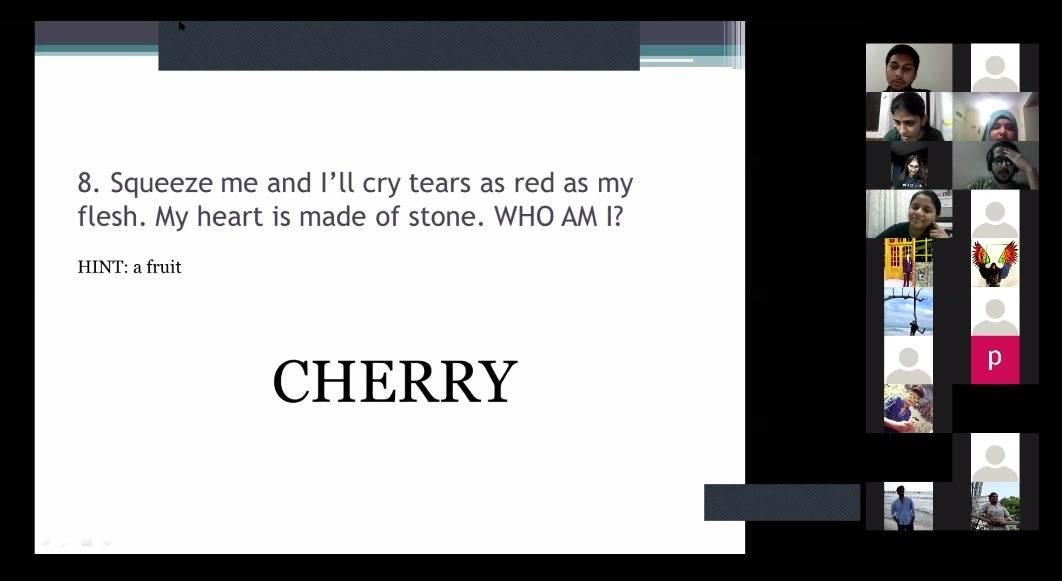 8. Squeeze me and I’ll cry tears as red as my
flesh. My heart is made of stone. WHO AM I?
HINT: a fruit
CHERRY
p